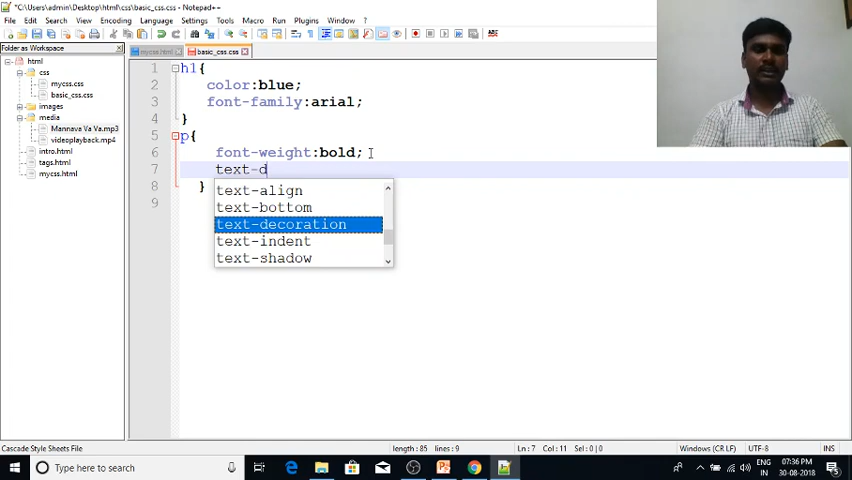 *C:\Users\admin\Desktop\html\css\basic_css.css - Notepad++
File Edit Search View Encoding Language Settings Tools Macro Run Plugins Window ?
Folder as Workspace
mycss.html basic_css.css
html
css
mycss.css
basic_css.css
images
media
Mannava Va Va.mp3
videoplayback.mp4
intro.html
tags.html
mycss.html
1 h1{
2 color:blue;
3 font-family:arial;
4 }
5 p{
6 font-weight:bold;
7 text-d
8 }
9
text-align
text-bottom
text-decoration
text-indent
text-shadow
Cascade Style Sheets File length : 85 lines : 9 Ln : 7 Col : 11 Sel : 0 | 0 Windows (CR LF) UTF-8 INS
Type here to search
ENG
IN
07:36 PM
30-08-2018